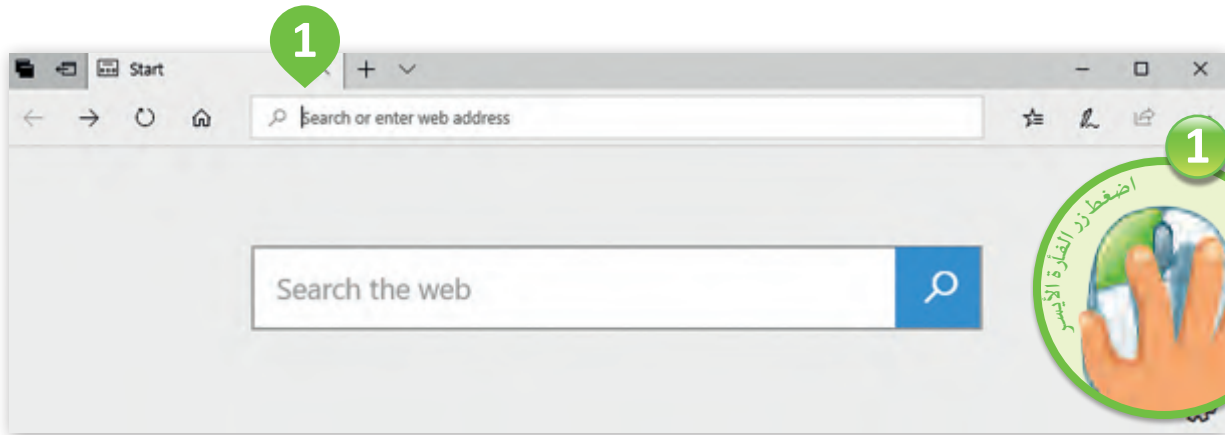 1
Start
Search or enter web address
1
اضغط زر الفأرة الأيسر
Search the web